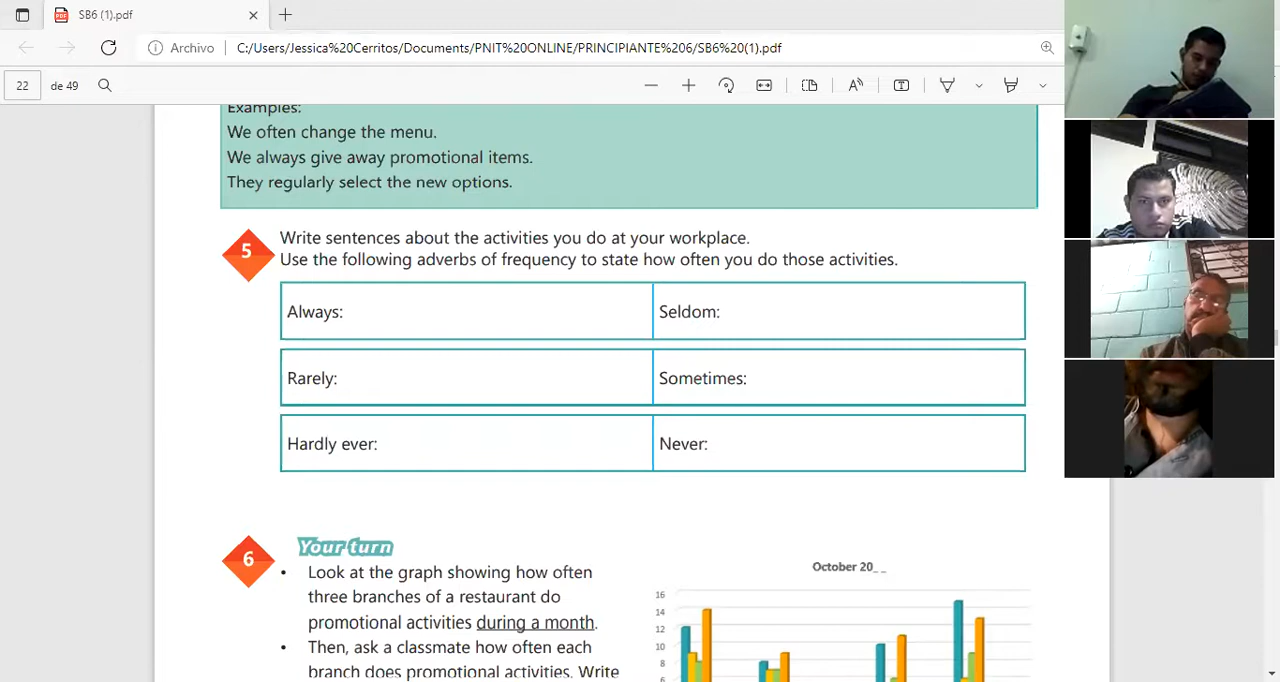 SB6 (1).pdf
Archivo
C:/Users/Jessica%20Cerritos/Documents/PNIT%20ONLINE/PRINCIPIANTE%206/SB6%20(1).pdf
22 de 49
Examples:
We often change the menu.
We always give away promotional items.
They regularly select the new options.
5
Write sentences about the activities you do at your workplace.
Use the following adverbs of frequency to state how often you do those activities.
Always: Seldom:
Rarely: Sometimes:
Hardly ever: Never:
6
Your turn
• Look at the graph showing how often
three branches of a restaurant do
promotional activities during a month.
• Then, ask a classmate how often each
branch does promotional activities. Write
October 20_ _
16
14
12
10
8
6